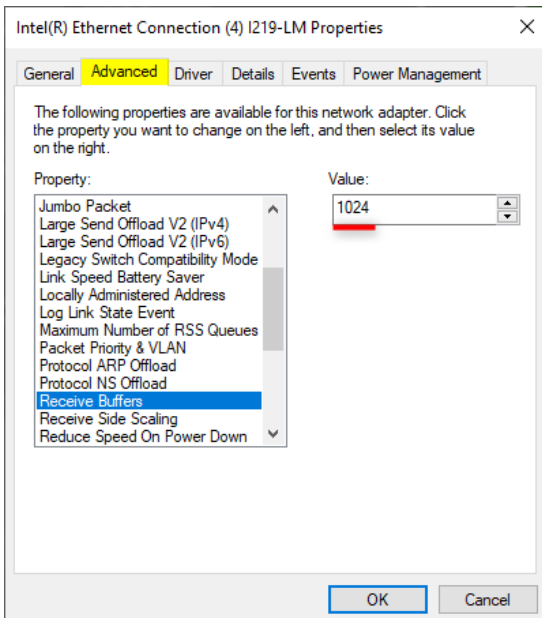 Intel(R) Ethernet Connection (4) I219-LM Properties
General Advanced Driver Details Events Power Management
The following properties are available for this network adapter. Click
the property you want to change on the left, and then select its value
on the right.
Property:
Value:
Jumbo Packet
Large Send Offload V2 (IPv4)
Large Send Offload V2 (IPv6)
Legacy Switch Compatibility Mode
Link Speed Battery Saver
Locally Administered Address
Log Link State Event
Maximum Number of RSS Queues
Packet Priority & VLAN
Protocol ARP Offload
Protocol NS Offload
Receive Buffers
Receive Side Scaling
Reduce Speed On Power Down
1024
OK
Cancel